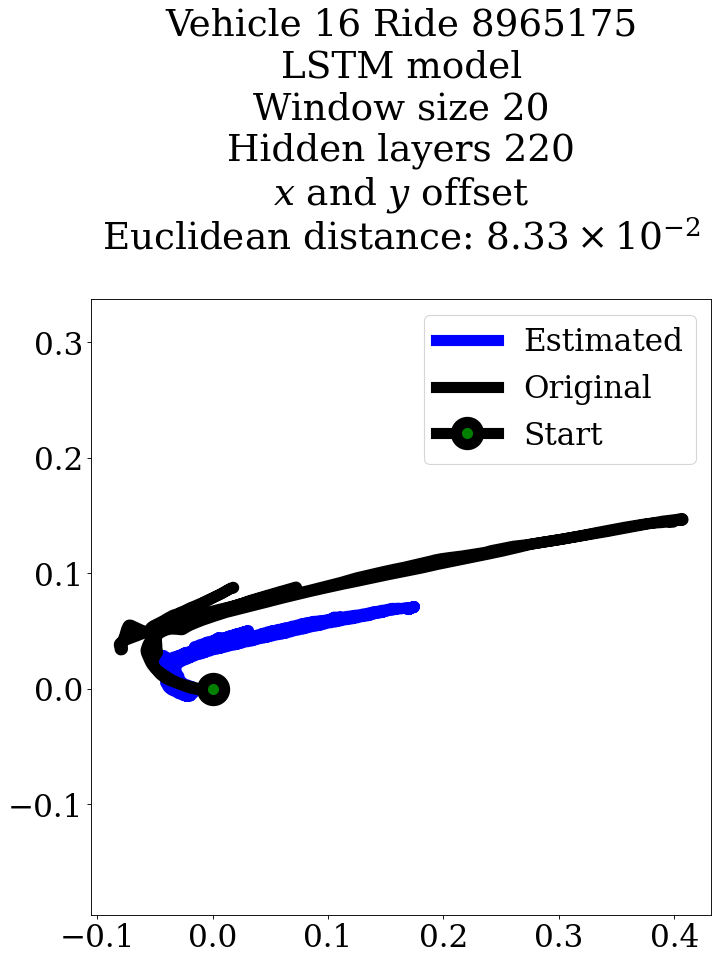 Vehicle 16 Ride 8965175
LSTM model
Window size 20
Hidden layers 220
x and y offset
Euclidean distance: 8.33 × 10⁻²
Estimated
Original
Start
0.3
0.2
0.1
0.0
−0.1
−0.1 0.0 0.1 0.2 0.3 0.4